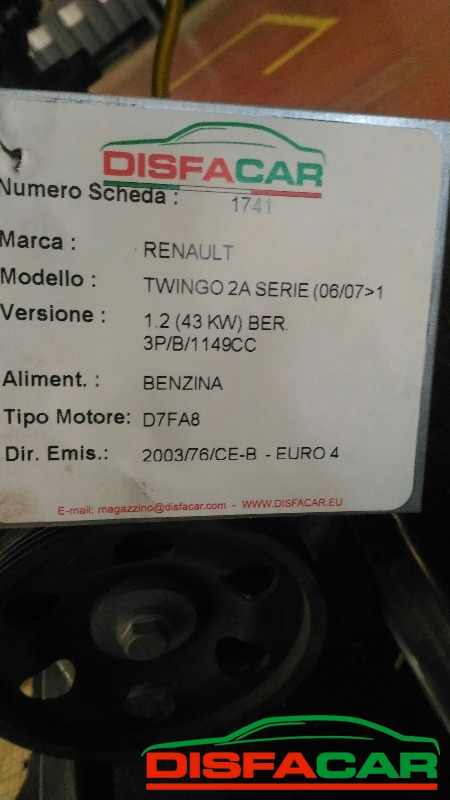 DISFACAR
Numero Scheda : 1741
Marca : RENAULT
Modello : TWINGO 2A SERIE (06/07>1
Versione : 1.2 (43 KW) BER.
3P/B/1149CC
Aliment. : BENZINA
Tipo Motore: D7FA8
Dir. Emis.: 2003/76/CE-B - EURO 4
E-mail: magazzino@disfacar.com - WWW.DISFACAR.EU
DISFACAR